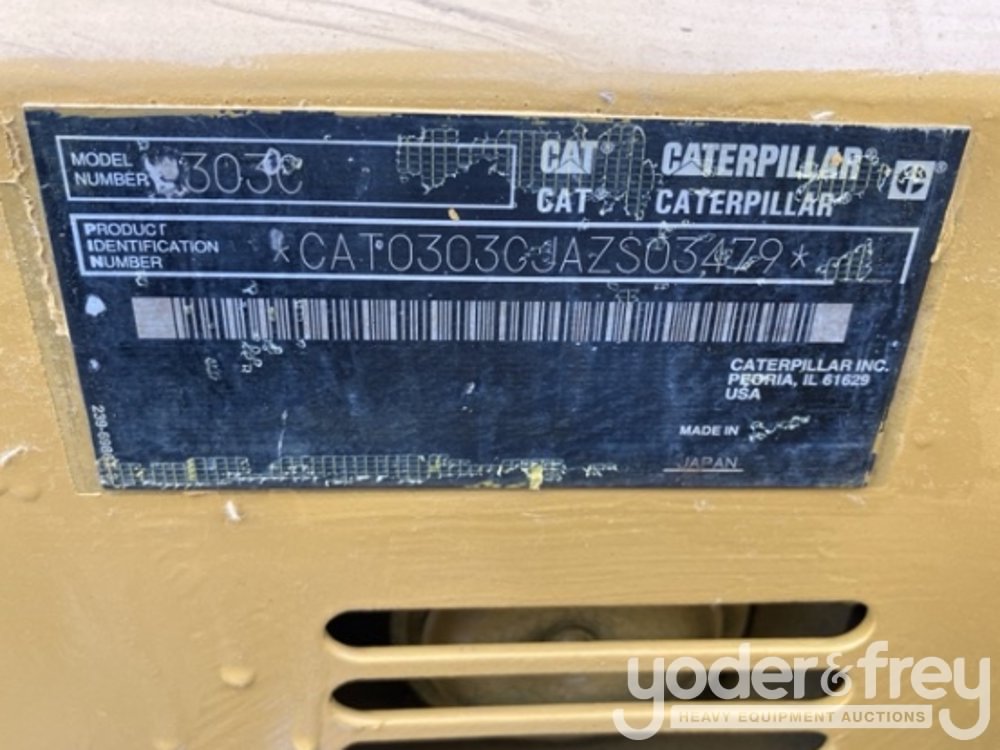 MODEL
NUMBER 303C
CAT CATERPILLAR®
CAT CATERPILLAR
PRODUCT
IDENTIFICATION
NUMBER
*CAT0303CJAZS03479*
CATERPILLAR INC.
PEORIA, IL 61629
USA
MADE IN
JAPAN
yoder&frey
HEAVY EQUIPMENT AUCTIONS